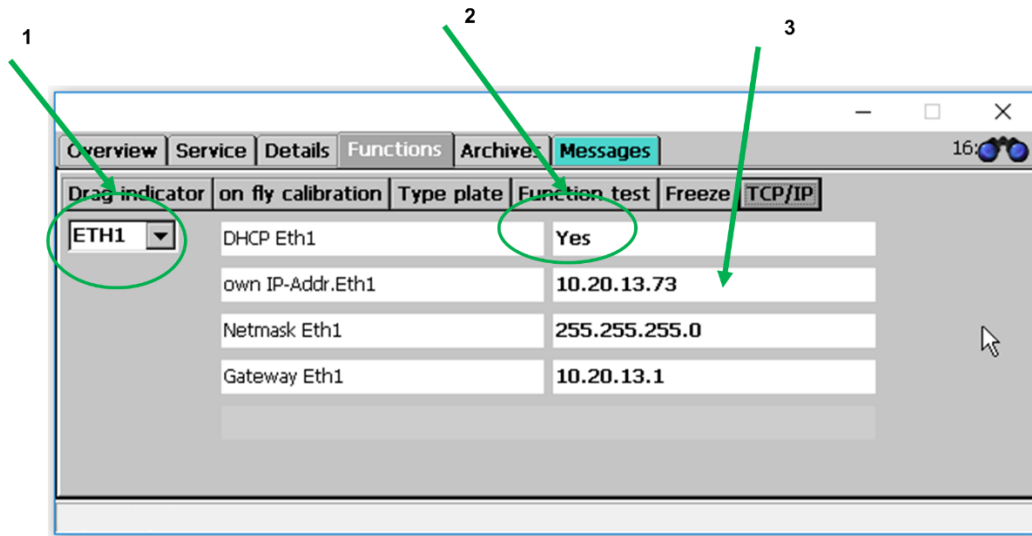 1
2
3
Overview Service Details Functions Archives Messages 16:
Drag indicator on fly calibration Type plate Function test Freeze TCP/IP
ETH1 DHCP Eth1 Yes
own IP-Addr.Eth1 10.20.13.73
Netmask Eth1 255.255.255.0
Gateway Eth1 10.20.13.1